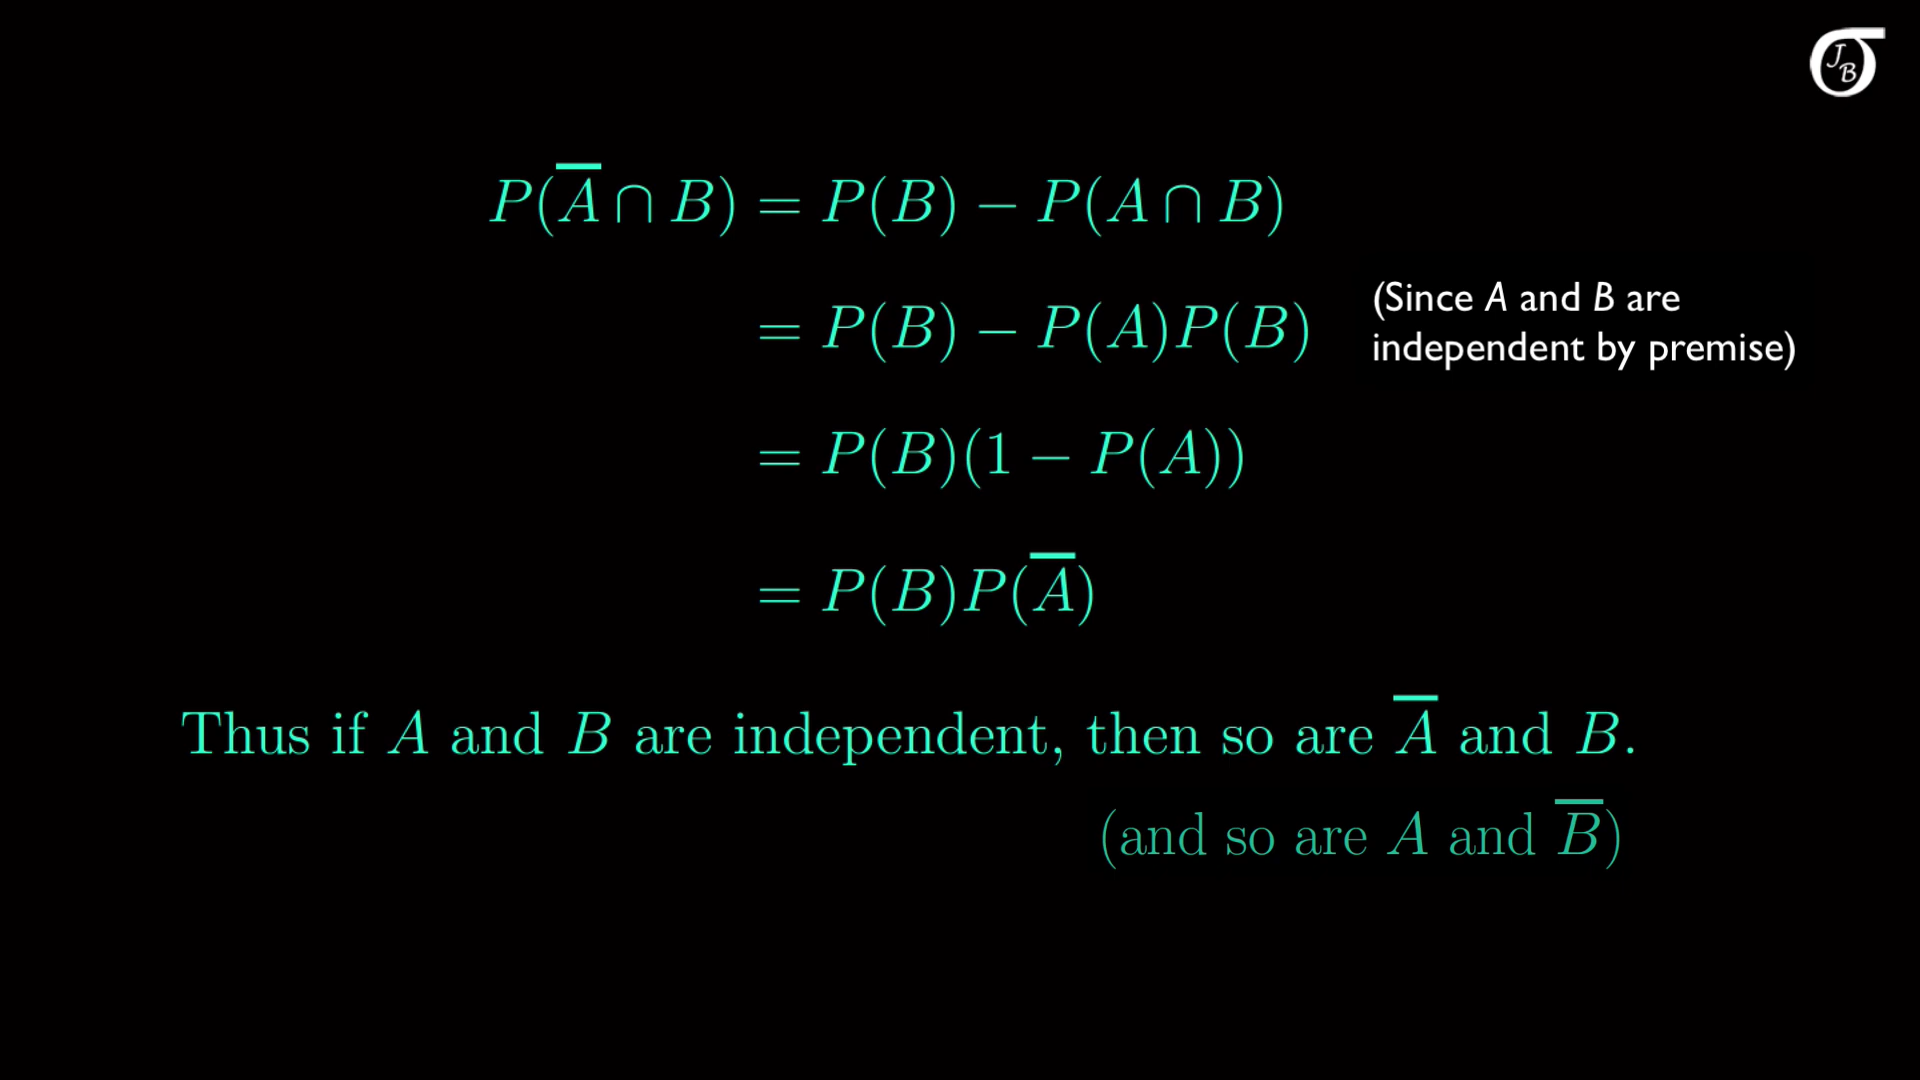 J
B
P(A̅ ∩ B) = P(B) − P(A ∩ B)
(Since A and B are
= P(B) − P(A)P(B)
independent by premise)
= P(B)(1 − P(A))
= P(B)P(A̅)
Thus if A and B are independent, then so are A̅ and B.
(and so are A and B̅)